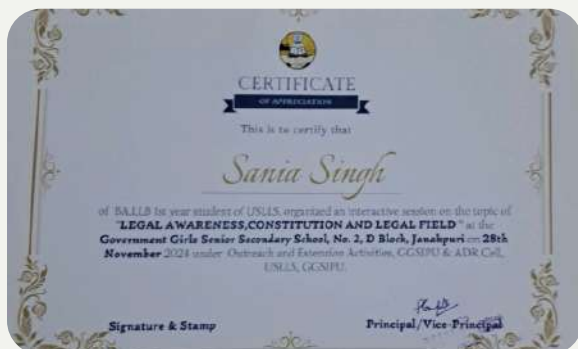 CERTIFICATE
OF APPRECIATION
This is to certify that
Sania Singh
of BA.LLB 1st year student of USLLS, organized an interactive session on the topic of
"LEGAL AWARENESS,CONSTITUTION AND LEGAL FIELD" at the
Government Girls Senior Secondary School, No. 2, D Block, Janakpuri on 28th
November 2024 under Outreach and Extension Activities, GGSIPU & ADR Cell,
USLLS, GGSIPU.
Signature & Stamp
Principal/Vice-Principal